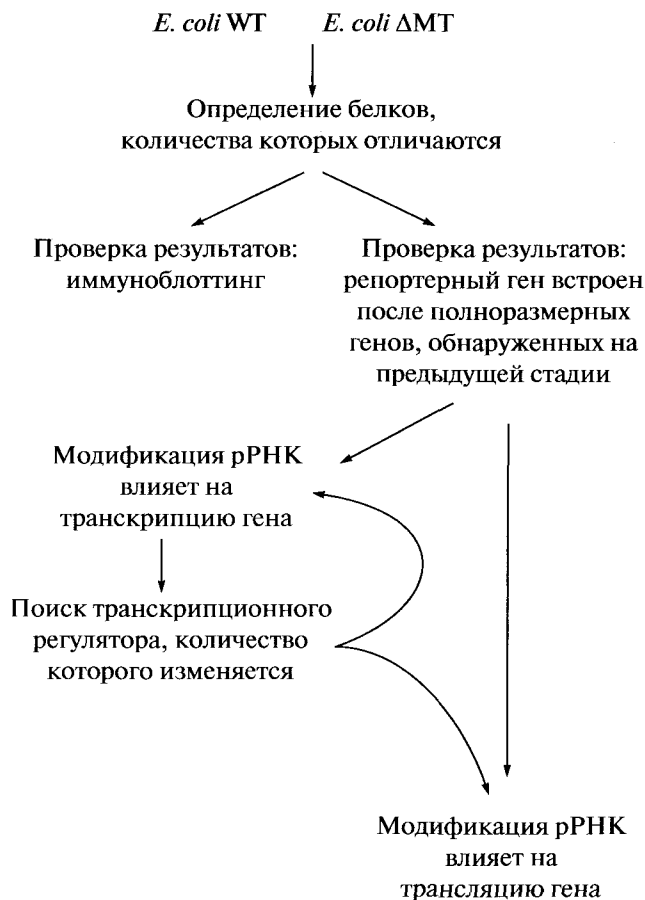 E. coli WT E. coli ΔMT
Определение белков,
количества которых отличаются
Проверка результатов:
иммуноблоттинг
Проверка результатов:
репортерный ген встроен
после полноразмерных
генов, обнаруженных на
предыдущей стадии
Модификация рРНК
влияет на
транскрипцию гена
Поиск транскрипционного
регулятора, количество
которого изменяется
Модификация рРНК
влияет на
трансляцию гена